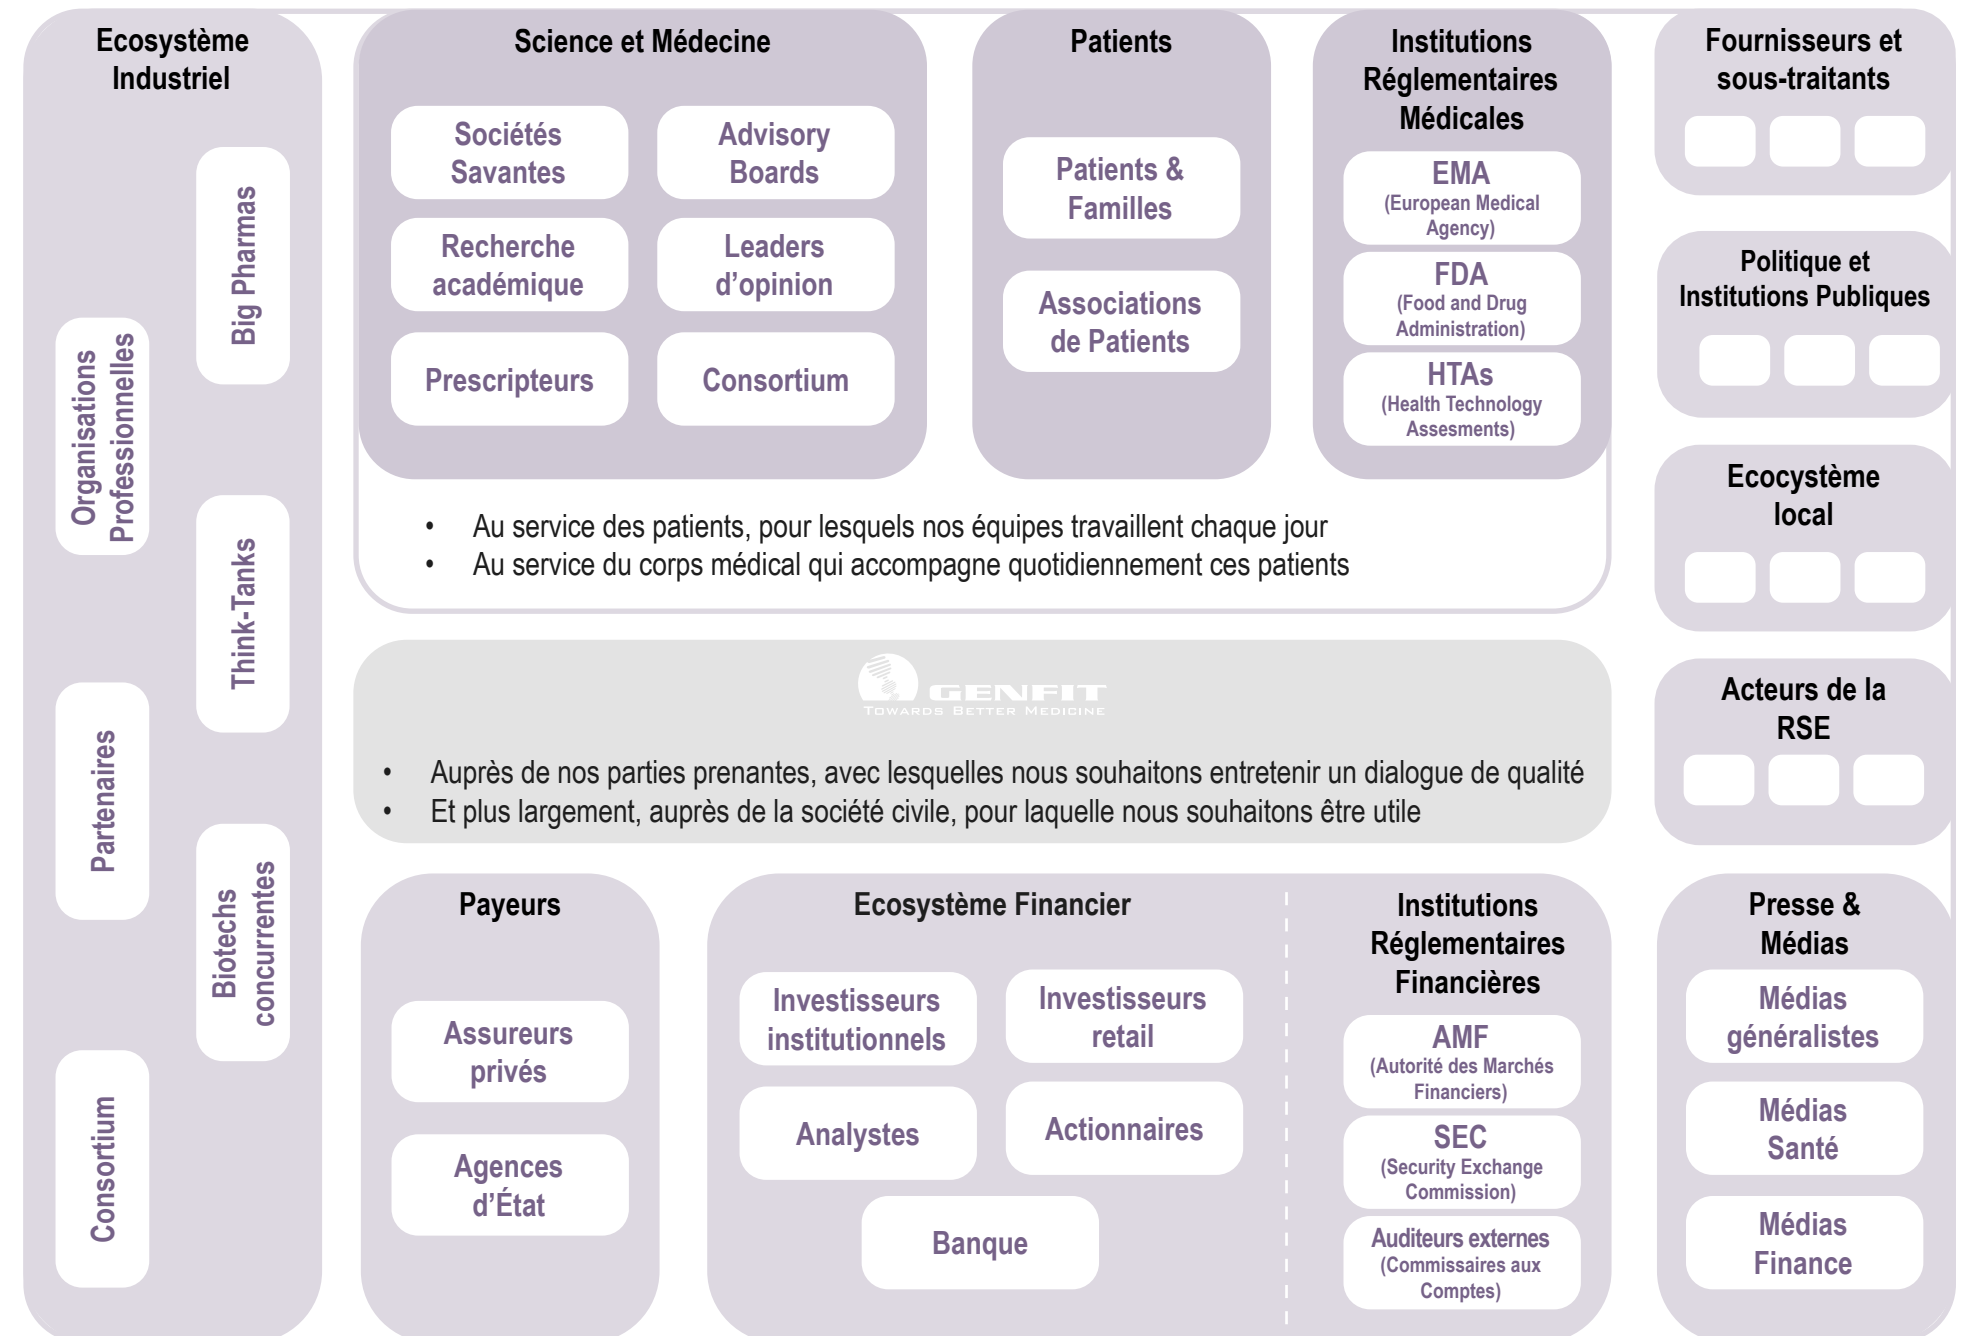 Ecosystème
Industriel
Big Pharmas
Organisations
Professionnelles
Think-Tanks
Partenaires
Biotechs
concurrentes
Consortium
Science et Médecine
Sociétés
Savantes
Advisory
Boards
Recherche
académique
Leaders
d’opinion
Prescripteurs
Consortium
Patients
Patients &
Familles
Associations
de Patients
Institutions
Réglementaires
Médicales
EMA
(European Medical
Agency)
FDA
(Food and Drug
Administration)
HTAs
(Health Technology
Assesments)
• Au service des patients, pour lesquels nos équipes travaillent chaque jour
• Au service du corps médical qui accompagne quotidiennement ces patients
GENFIT
TOWARDS BETTER MEDICINE
• Auprès de nos parties prenantes, avec lesquelles nous souhaitons entretenir un dialogue de qualité
• Et plus largement, auprès de la société civile, pour laquelle nous souhaitons être utile
Payeurs
Assureurs
privés
Agences
d’État
Ecosystème Financier
Investisseurs
institutionnels
Investisseurs
retail
Analystes
Actionnaires
Banque
Institutions
Réglementaires
Financières
AMF
(Autorité des Marchés
Financiers)
SEC
(Security Exchange
Commission)
Auditeurs externes
(Commissaires aux
Comptes)
Fournisseurs et
sous-traitants
Politique et
Institutions Publiques
Ecocystème
local
Acteurs de la
RSE
Presse &
Médias
Médias
généralistes
Médias
Santé
Médias
Finance